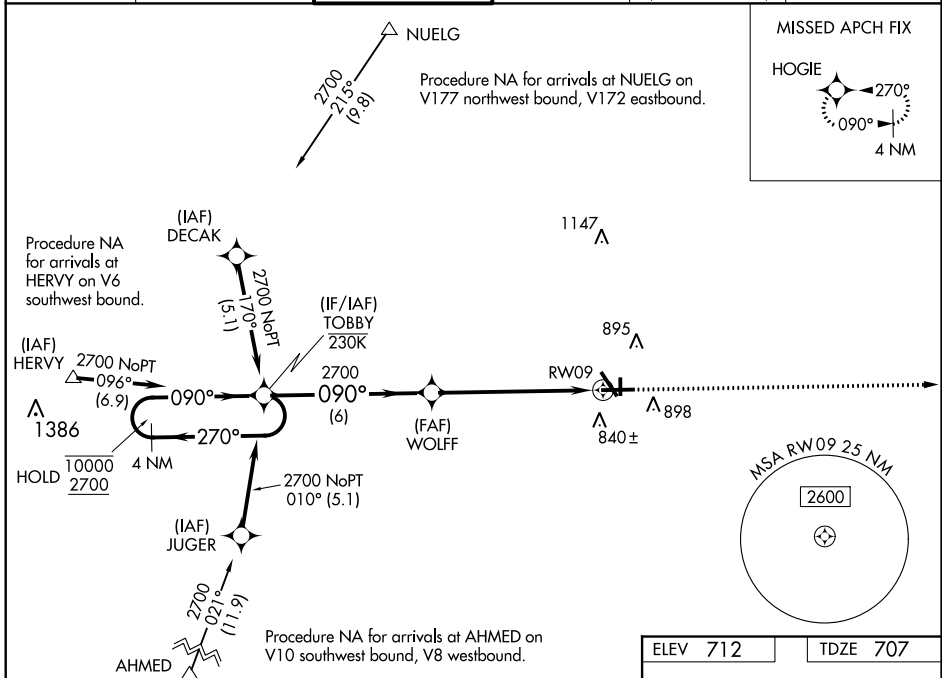 NUELG
2700
215°
(9.8)
Procedure NA for arrivals at NUELG on
V177 northwest bound, V172 eastbound.
MISSED APCH FIX
HOGIE
270°
090°
4 NM
(IAF)
DECAK
2700 NoPT
170°
(5.1)
Procedure NA
for arrivals at
HERVY on V6
southwest bound.
(IF/IAF)
TOBBY
230K
1147
895
(IAF)
HERVY
2700 NoPT
096°
(6.9)
1386
090°
270°
HOLD
10000
2700
4 NM
2700
090°
(6)
(FAF)
WOLFF
RW09
840±
898
2700 NoPT
010° (5.1)
(IAF)
JUGER
2700
021°
(11.9)
AHMED
Procedure NA for arrivals at AHMED on
V10 southwest bound, V8 westbound.
MSA RW09 25 NM
2600
ELEV 712
TDZE 707